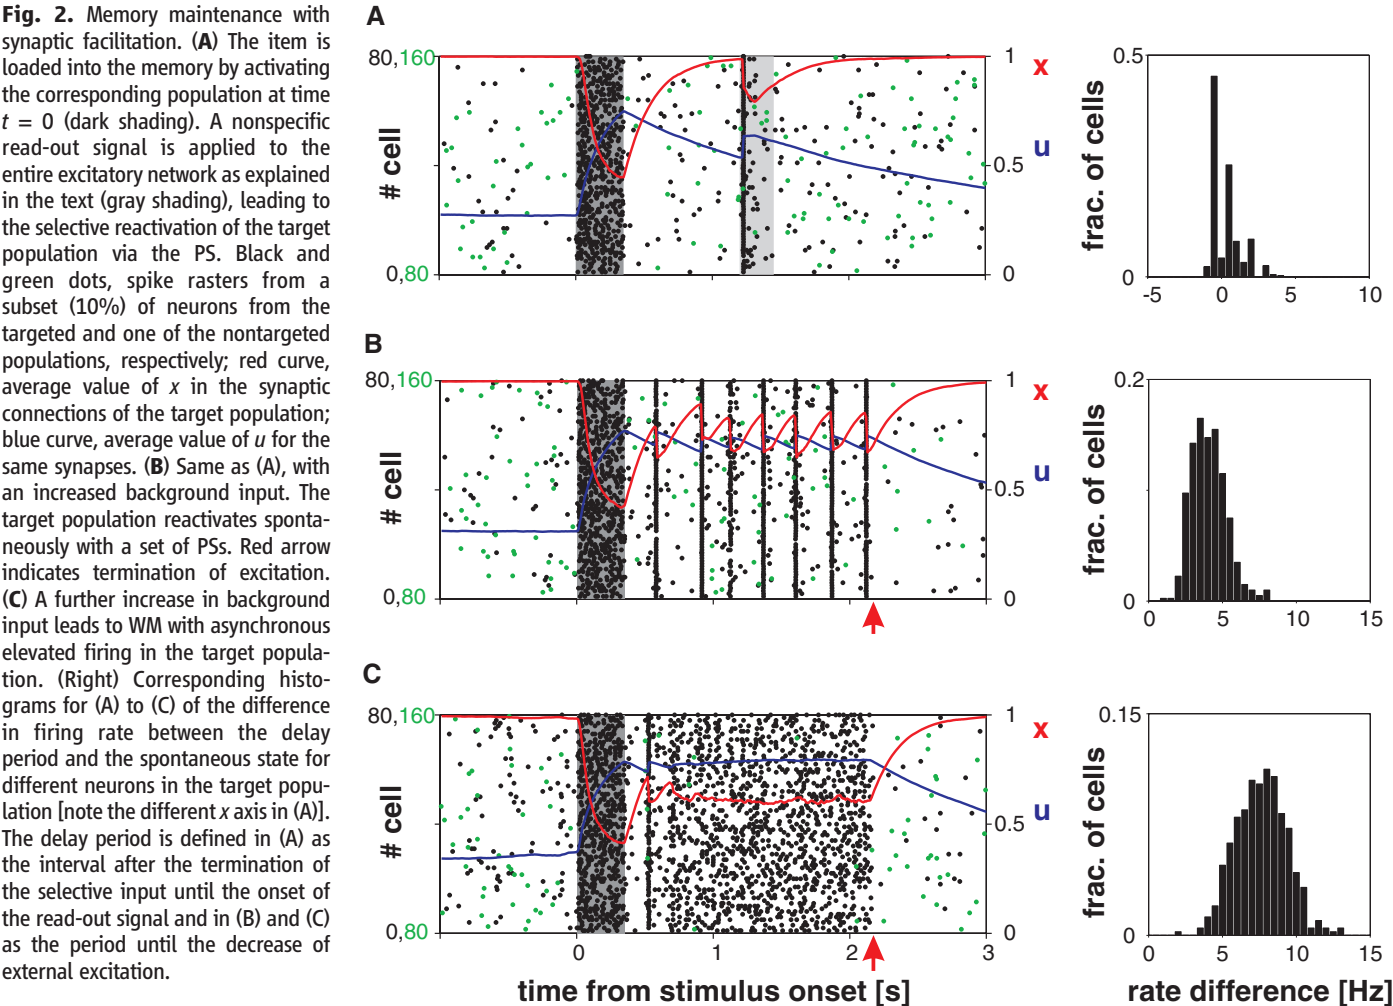 Fig. 2. Memory maintenance with
synaptic facilitation. (A) The item is
loaded into the memory by activating
the corresponding population at time
t = 0 (dark shading). A nonspecific
read-out signal is applied to the
entire excitatory network as explained
in the text (gray shading), leading to
the selective reactivation of the target
population via the PS. Black and
green dots, spike rasters from a
subset (10%) of neurons from the
targeted and one of the nontargeted
populations, respectively; red curve,
average value of x in the synaptic
connections of the target population;
blue curve, average value of u for the
same synapses. (B) Same as (A), with
an increased background input. The
target population reactivates sponta-
neously with a set of PSs. Red arrow
indicates termination of excitation.
(C) A further increase in background
input leads to WM with asynchronous
elevated firing in the target popula-
tion. (Right) Corresponding histo-
grams for (A) to (C) of the difference
in firing rate between the delay
period and the spontaneous state for
different neurons in the target popu-
lation [note the different x axis in (A)].
The delay period is defined in (A) as
the interval after the termination of
the selective input until the onset of
the read-out signal and in (B) and (C)
as the period until the decrease of
external excitation.
A
80,160
# cell
0,80
1
0.5
0
x
u
0.5
frac. of cells
0
-5 0 5 10
B
80,160
# cell
0,80
1
0.5
0
x
u
0.2
frac. of cells
0
0 5 10 15
C
80,160
# cell
0,80
1
0.5
0
x
u
0 1 2 3
time from stimulus onset [s]
0.15
frac. of cells
0
0 5 10 15
rate difference [Hz]